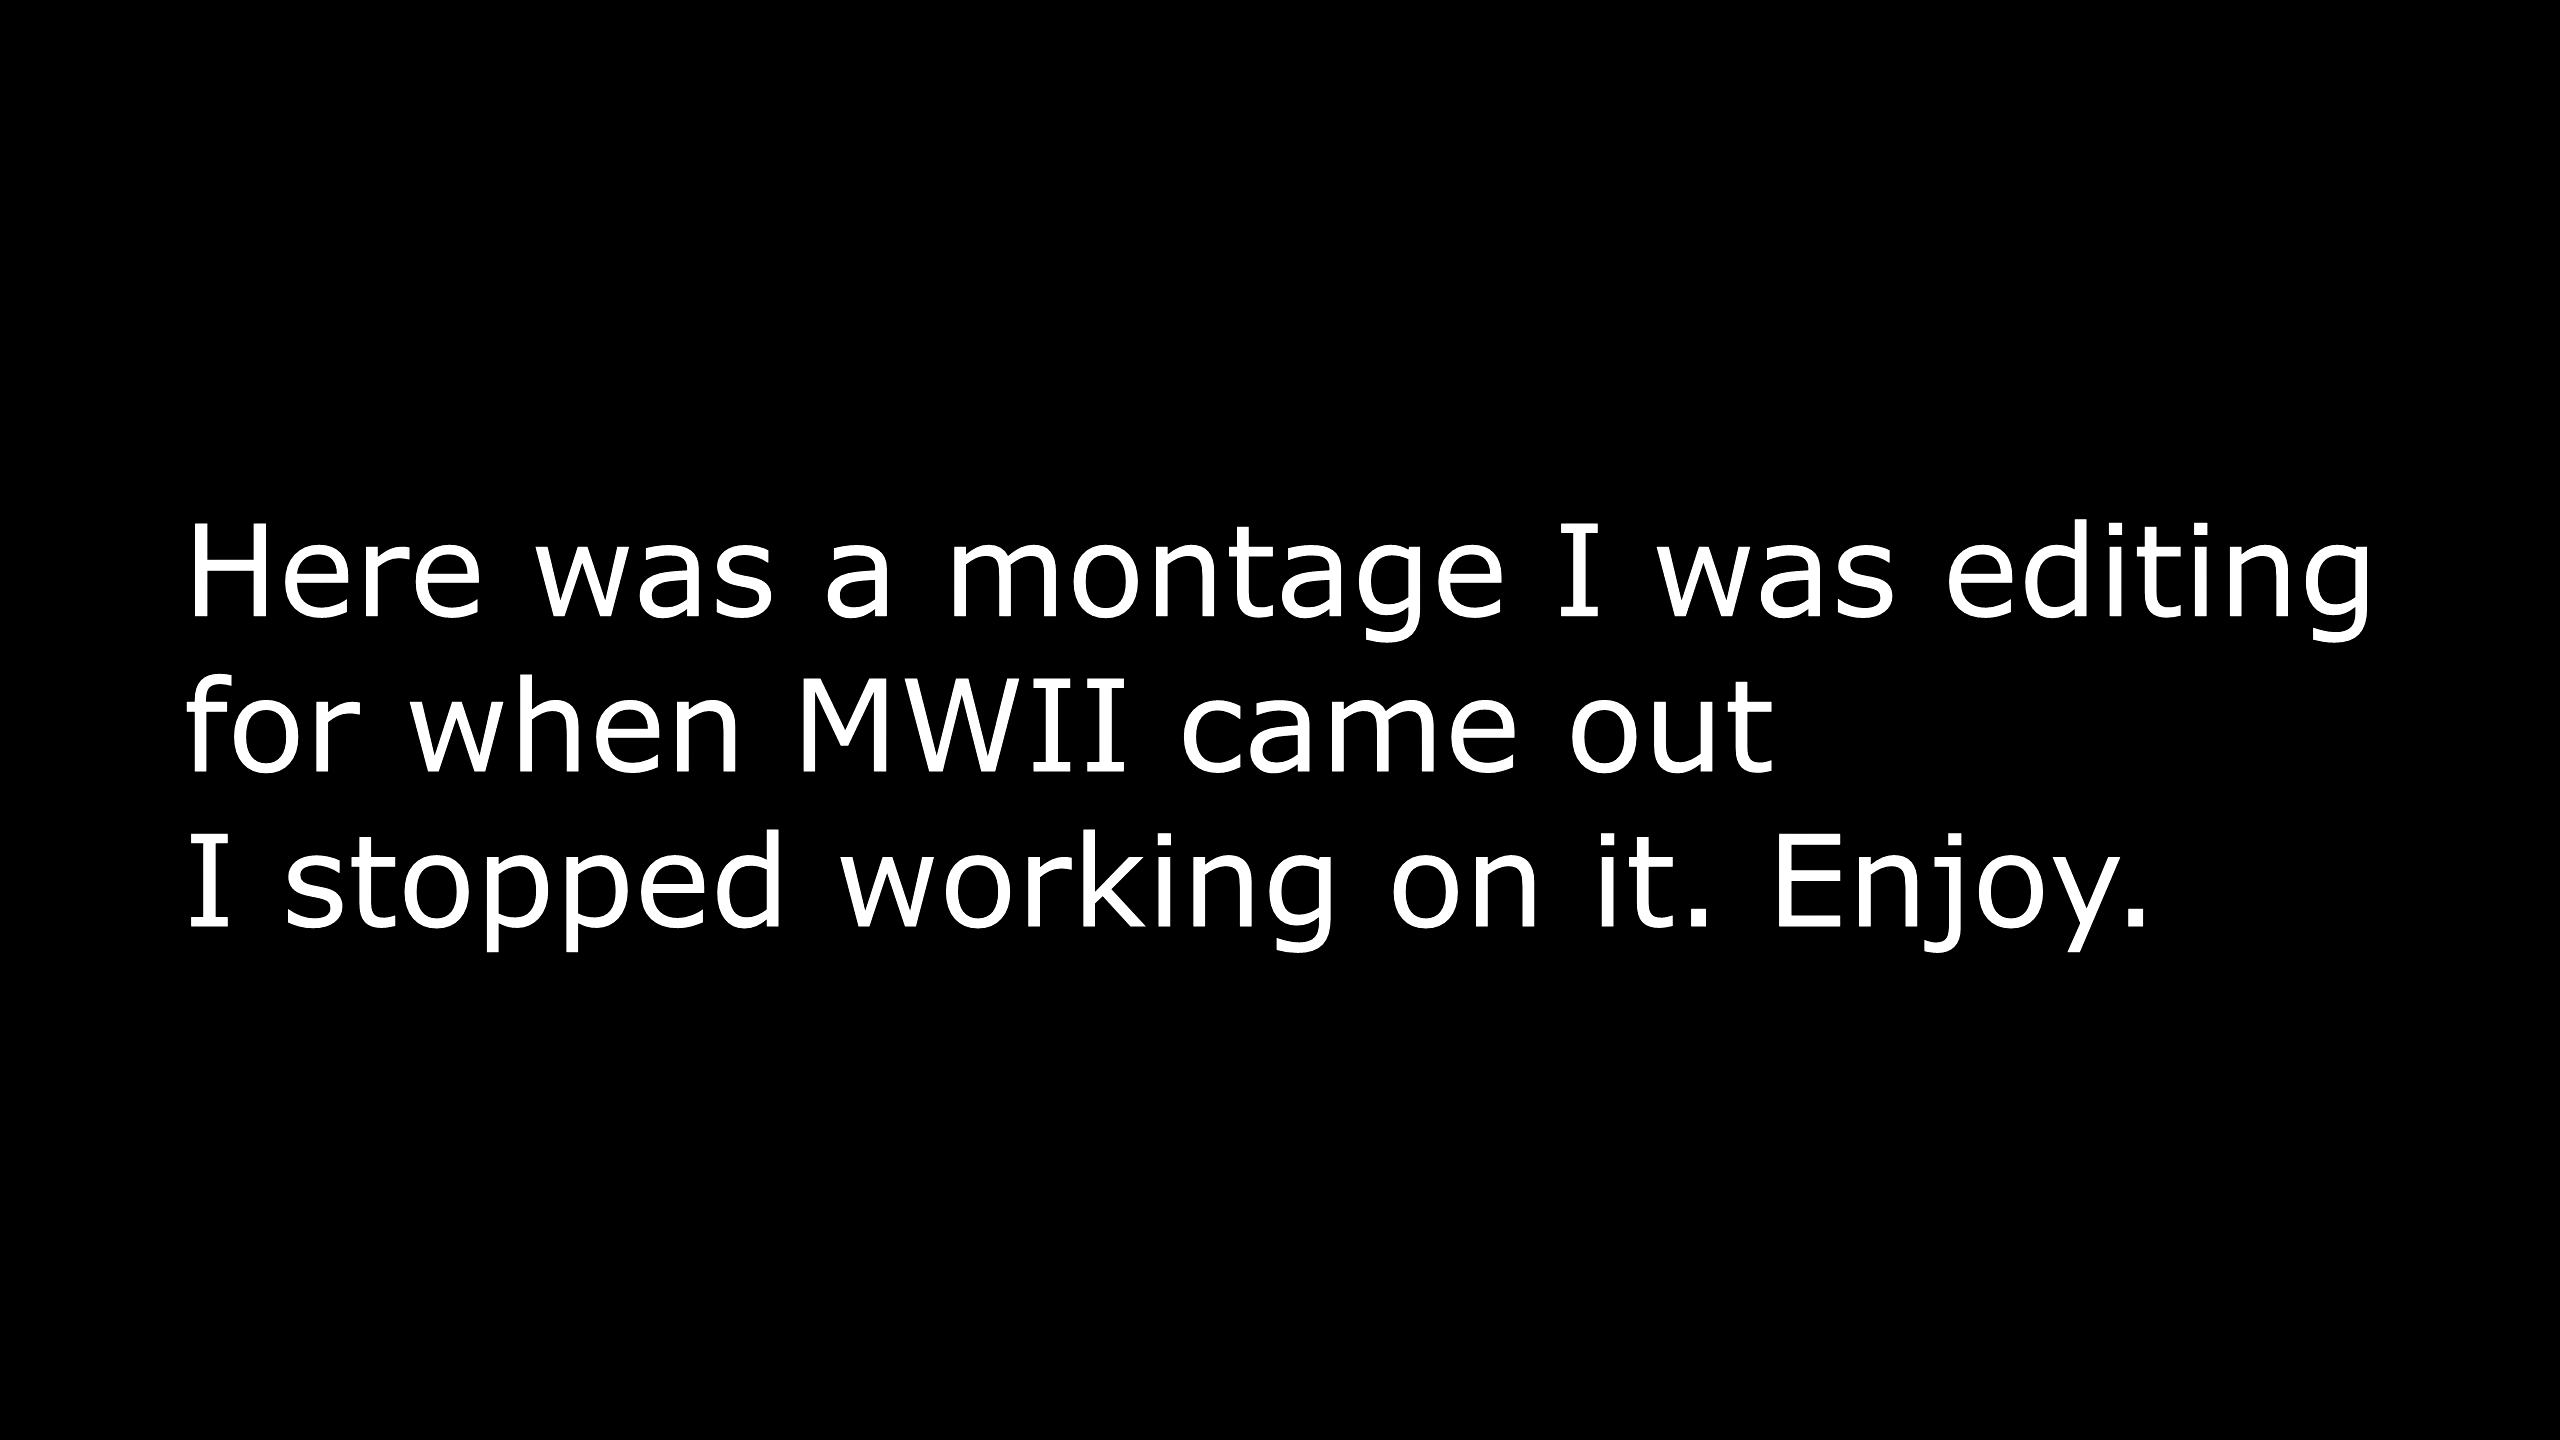 Here was a montage I was editing
for when MWII came out
I stopped working on it. Enjoy.